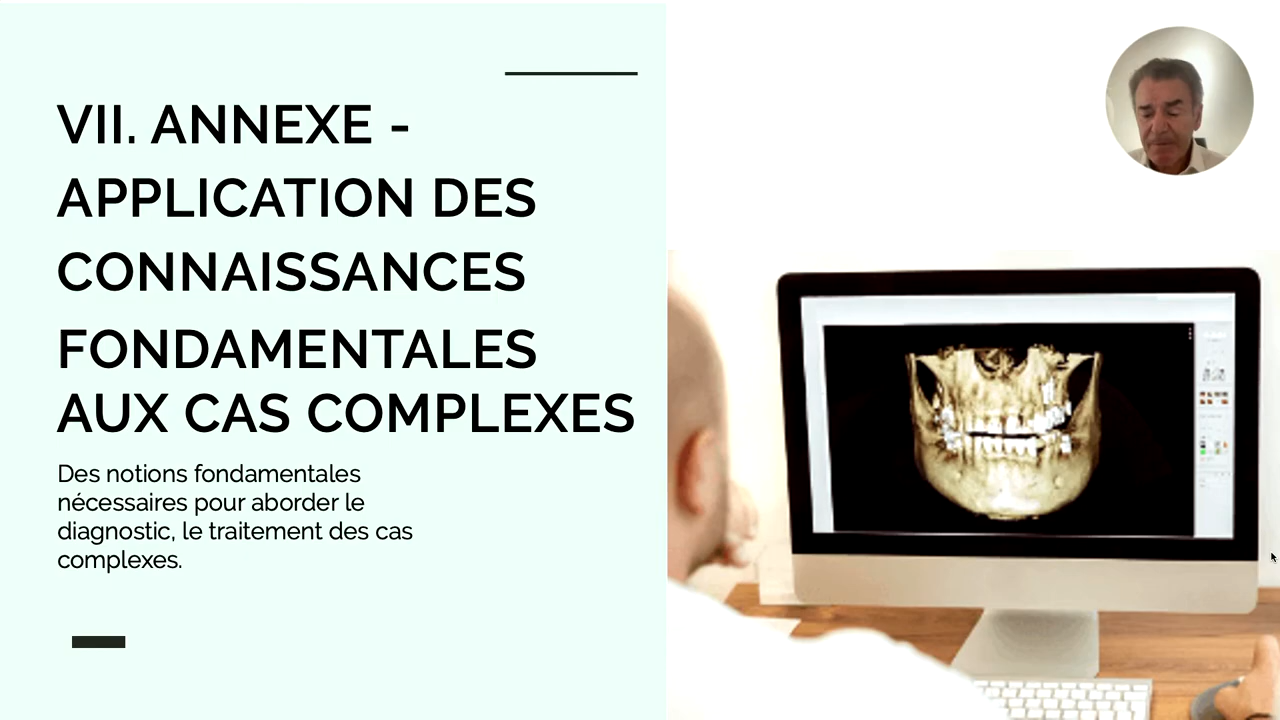 VII. ANNEXE -
APPLICATION DES
CONNAISSANCES
FONDAMENTALES
AUX CAS COMPLEXES
Des notions fondamentales
nécessaires pour aborder le
diagnostic, le traitement des cas
complexes.